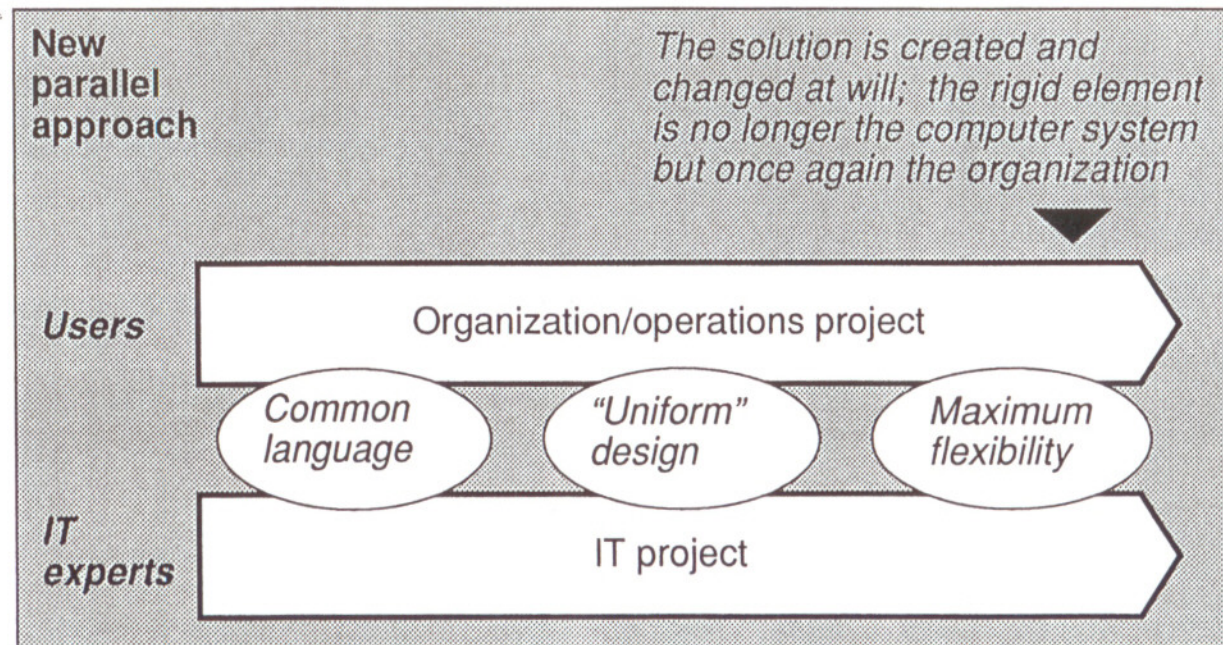 New
parallel
approach
The solution is created and
changed at will; the rigid element
is no longer the computer system
but once again the organization
Users
Organization/operations project
Common
language
“Uniform”
design
Maximum
flexibility
IT
experts
IT project